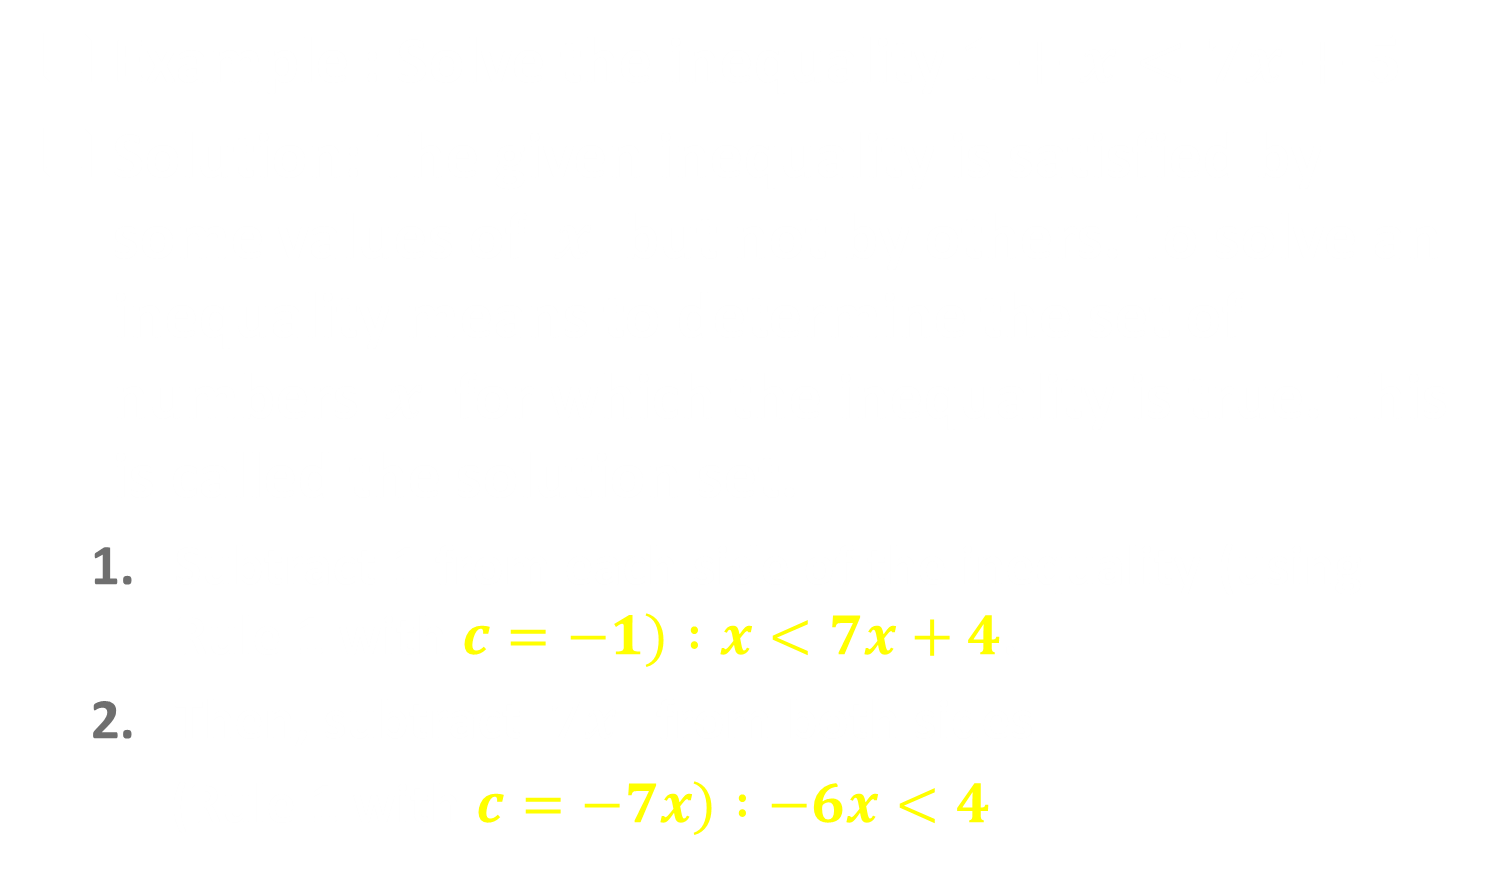 1.
c = −1) : x < 7x + 4
2.
c = −7x) : −6x < 4